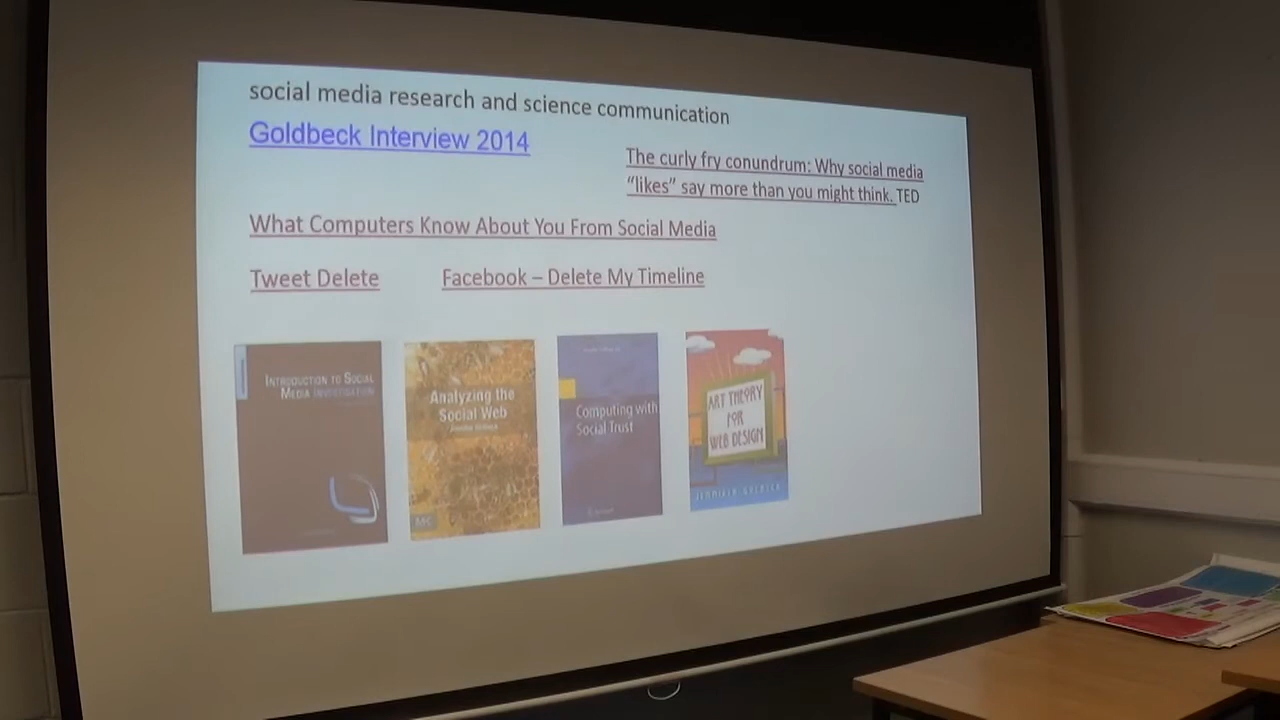 social media research and science communication
Goldbeck Interview 2014
The curly fry conundrum: Why social media
“likes” say more than you might think. TED
What Computers Know About You From Social Media
Tweet Delete
Facebook – Delete My Timeline
INTRODUCTION TO SOCIAL
MEDIA INVESTIGATION
Analyzing the
Social Web
MK
Computing with
Social Trust
ART THEORY
FOR
WEB DESIGN